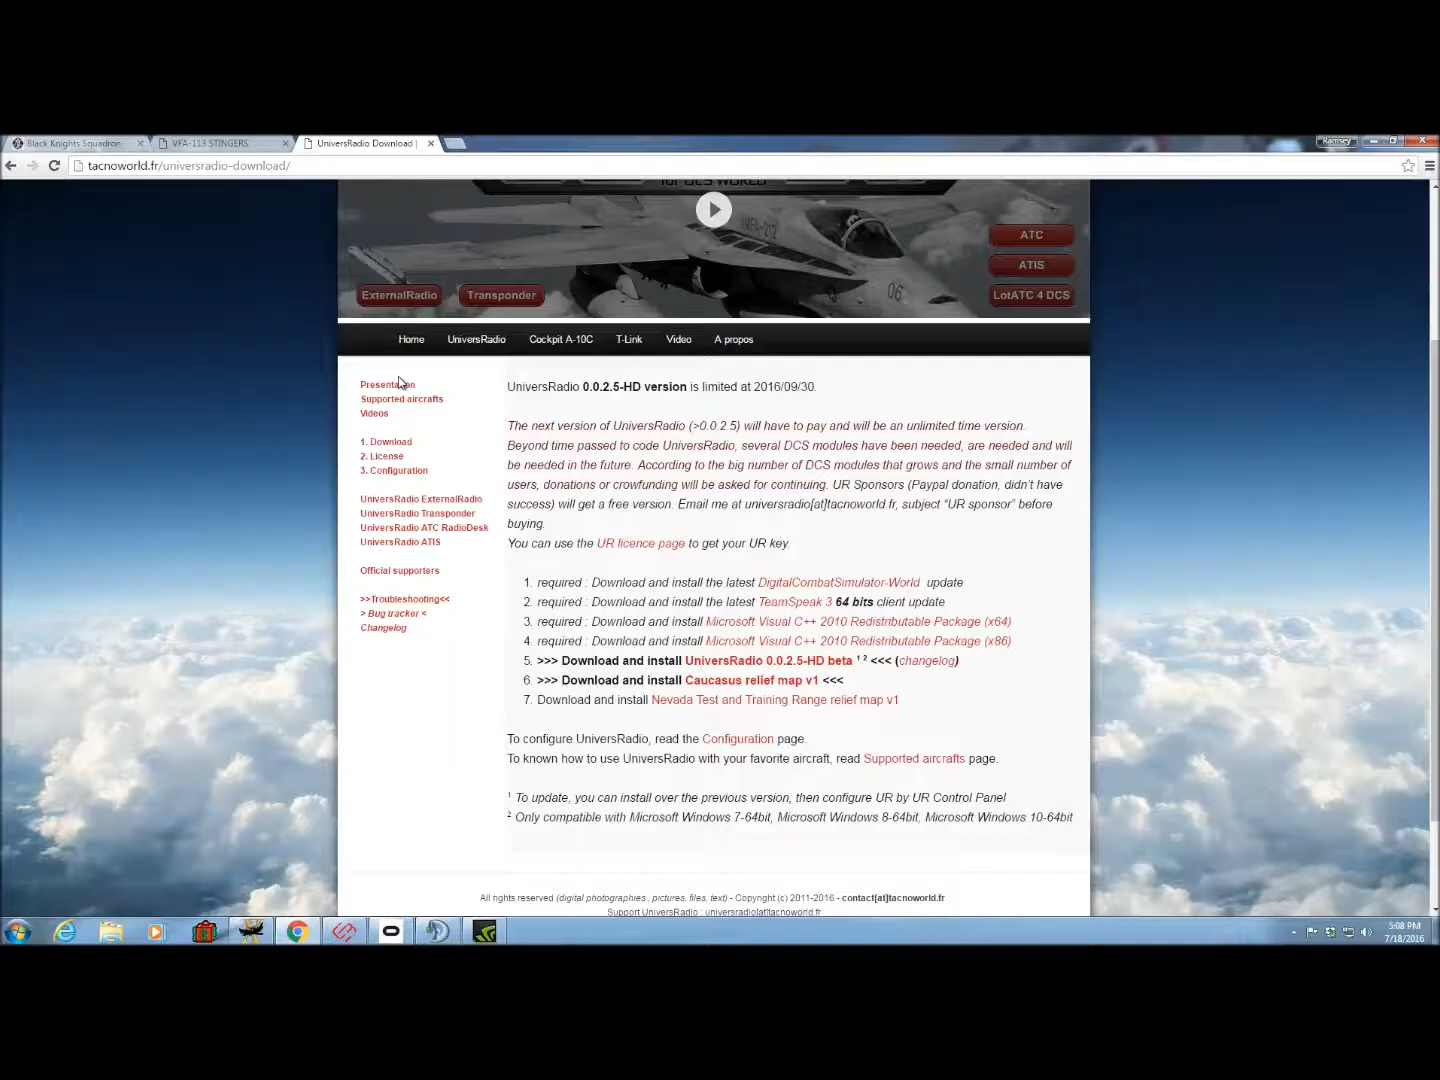 Black Knights Squadron
VFA-113 STINGERS
UniversRadio Download |
Ramsey
tacnoworld.fr/universradio-download/
for DCS WORLD
VFA-212
06
ATC
ATIS
LotATC 4 DCS
ExternalRadio
Transponder
Home
UniversRadio
Cockpit A-10C
T-Link
Video
A propos
Presentation
Supported aircrafts
Videos
1. Download
2. License
3. Configuration
UniversRadio ExternalRadio
UniversRadio Transponder
UniversRadio ATC RadioDesk
UniversRadio ATIS
Official supporters
>>Troubleshooting<<
> Bug tracker <
Changelog
UniversRadio 0.0.2.5-HD version is limited at 2016/09/30.
The next version of UniversRadio (>0.0.2.5) will have to pay and will be an unlimited time version.
Beyond time passed to code UniversRadio, several DCS modules have been needed, are needed and will
be needed in the future. According to the big number of DCS modules that grows and the small number of
users, donations or crowfunding will be asked for continuing. UR Sponsors (Paypal donation, didn't have
success) will get a free version. Email me at universradio[at]tacnoworld fr, subject “UR sponsor” before
buying.
You can use the UR licence page to get your UR key.
1. required : Download and install the latest DigitalCombatSimulator-World update
2. required : Download and install the latest TeamSpeak 3 64 bits client update
3. required : Download and install Microsoft Visual C++ 2010 Redistributable Package (x64)
4. required : Download and install Microsoft Visual C++ 2010 Redistributable Package (x86)
5. >>> Download and install UniversRadio 0.0.2.5-HD beta ¹ ² <<< (changelog)
6. >>> Download and install Caucasus relief map v1 <<<
7. Download and install Nevada Test and Training Range relief map v1
To configure UniversRadio, read the Configuration page.
To known how to use UniversRadio with your favorite aircraft, read Supported aircrafts page.
¹ To update, you can install over the previous version, then configure UR by UR Control Panel
² Only compatible with Microsoft Windows 7-64bit, Microsoft Windows 8-64bit, Microsoft Windows 10-64bit
All rights reserved (digital photographies , pictures, files, text) - Copyright (c) 2011-2016 - contact[at]tacnoworld.fr
Support UniversRadio : universradio[at]tacnoworld.fr
5:08 PM
7/18/2016